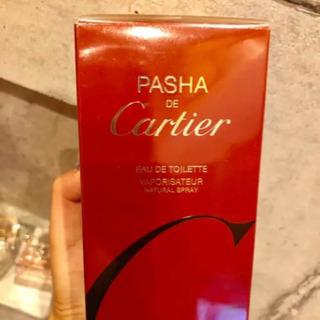 PASHA
DE
Cartier
EAU DE TOILETTE
VAPORISATEUR
NATURAL SPRAY